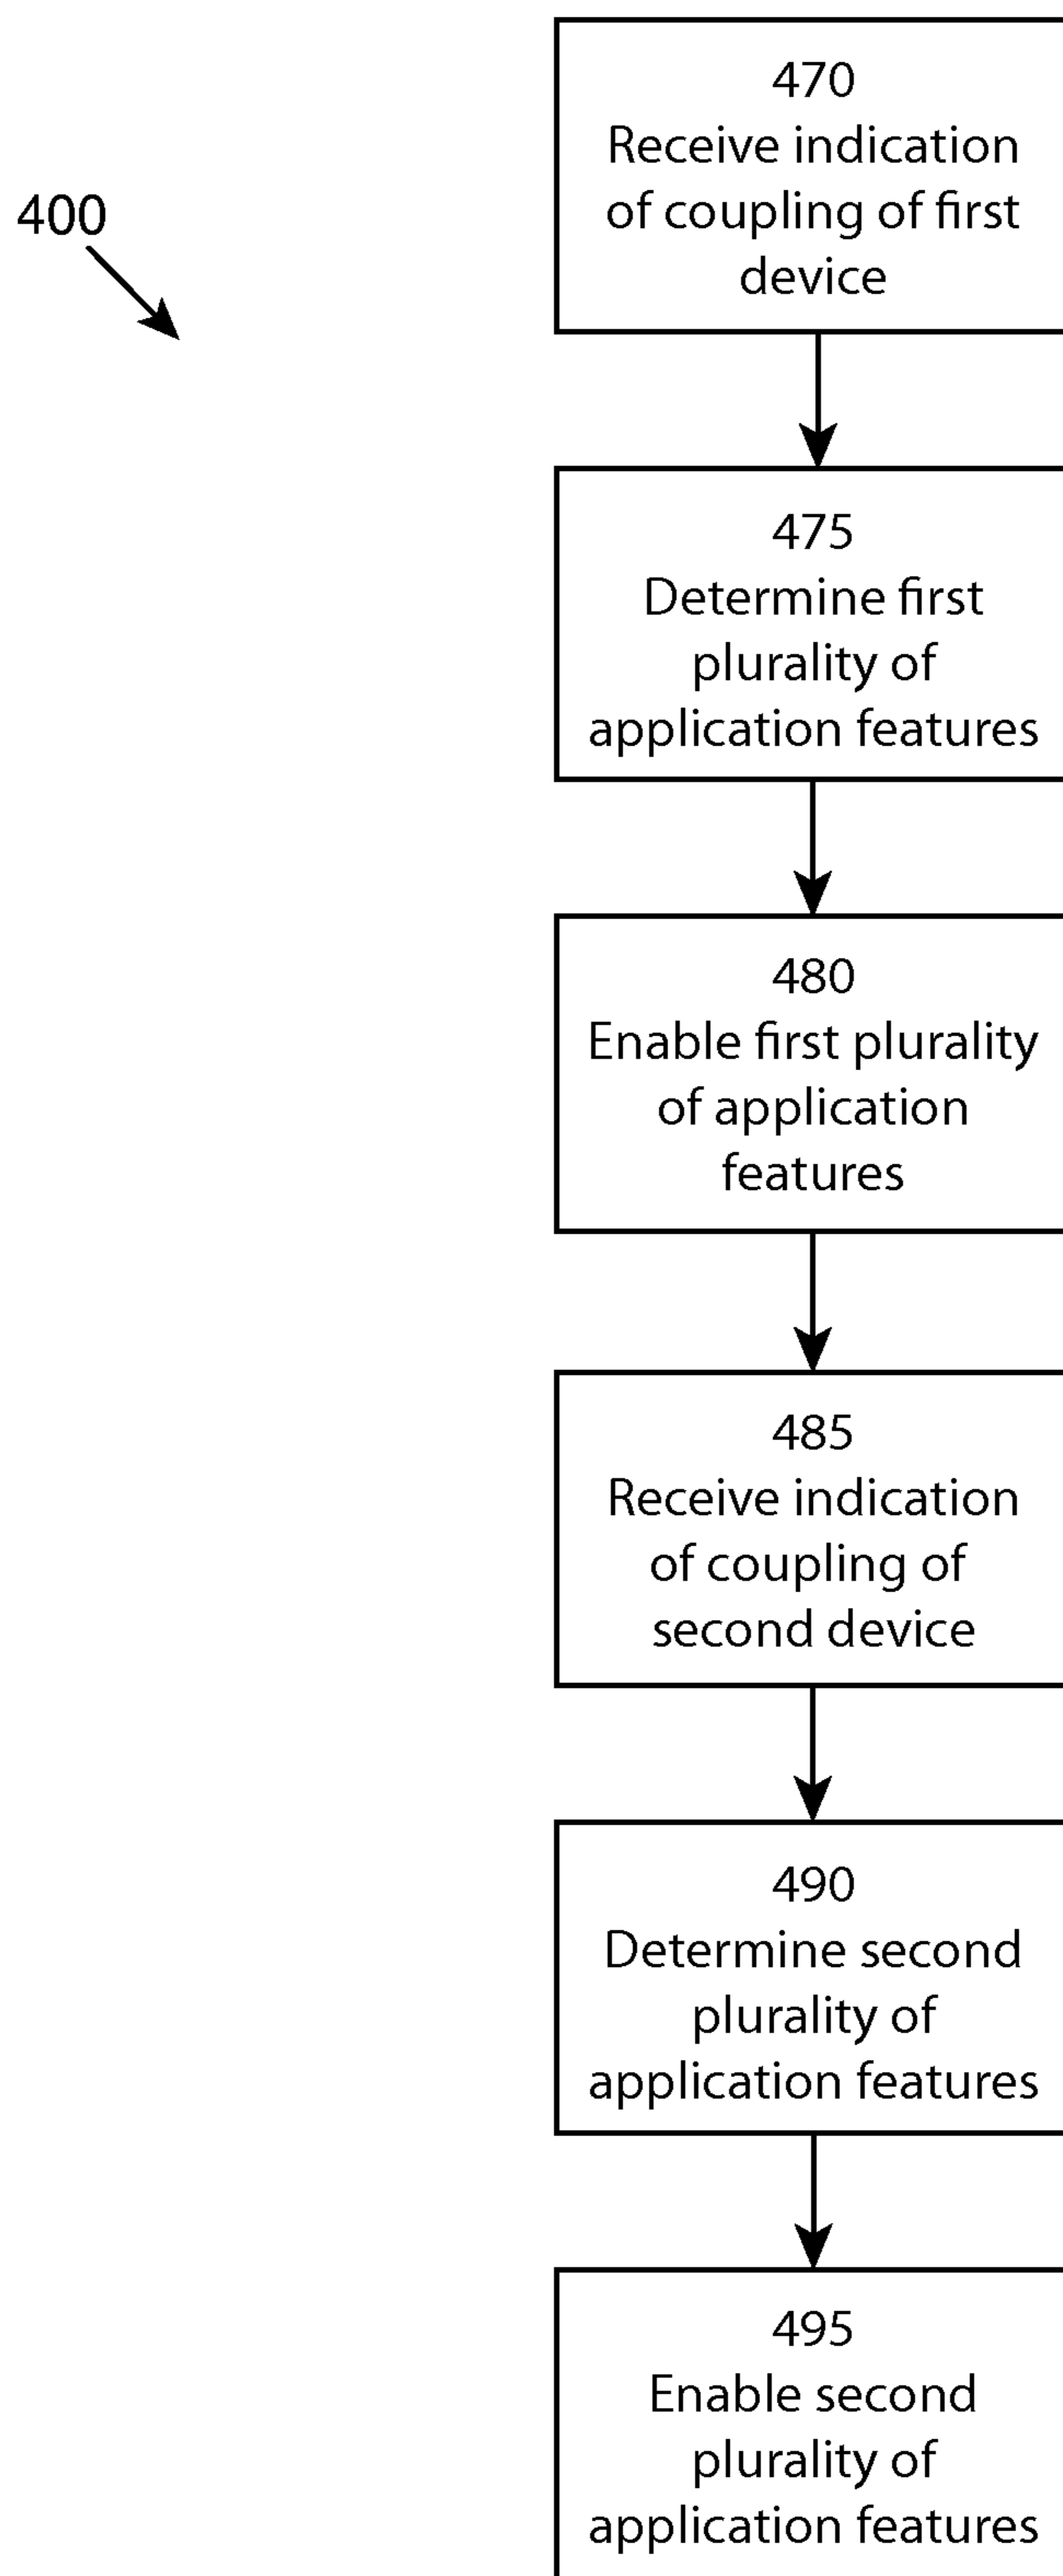 470
Receive indication
of coupling of first
device
400
475
Determine first
plurality of
application features
480
Enable first plurality
of application
features
485
Receive indication
of coupling of
second device
490
Determine second
plurality of
application features
495
Enable second
plurality of
application features